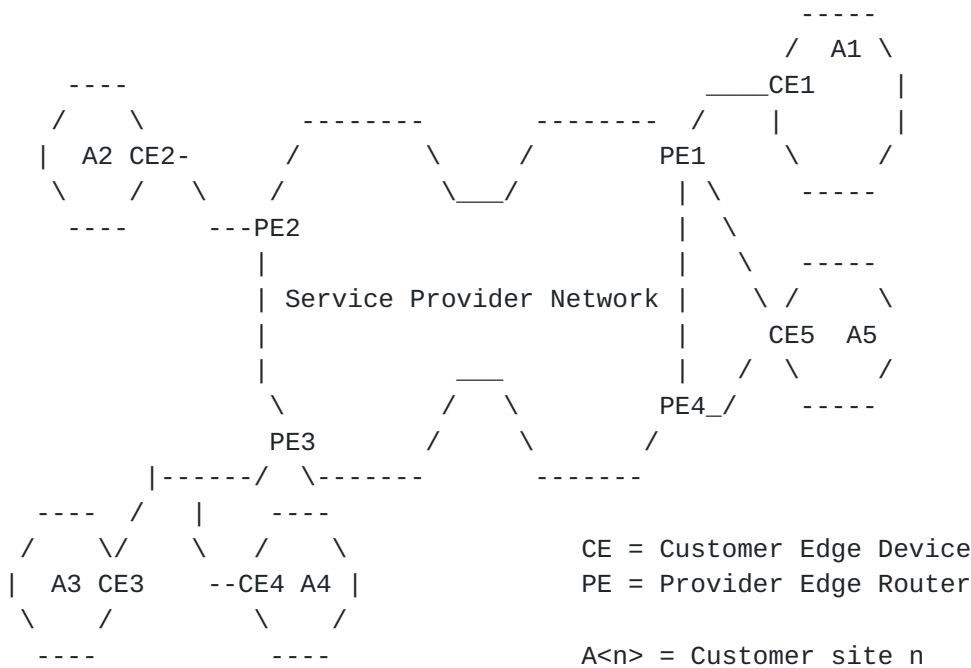 A1
CE1
A2 CE2
PE1
PE2
Service Provider Network
CE5 A5
PE4
PE3
CE = Customer Edge Device
A3 CE3 CE4 A4 PE = Provider Edge Router
A<n> = Customer site n